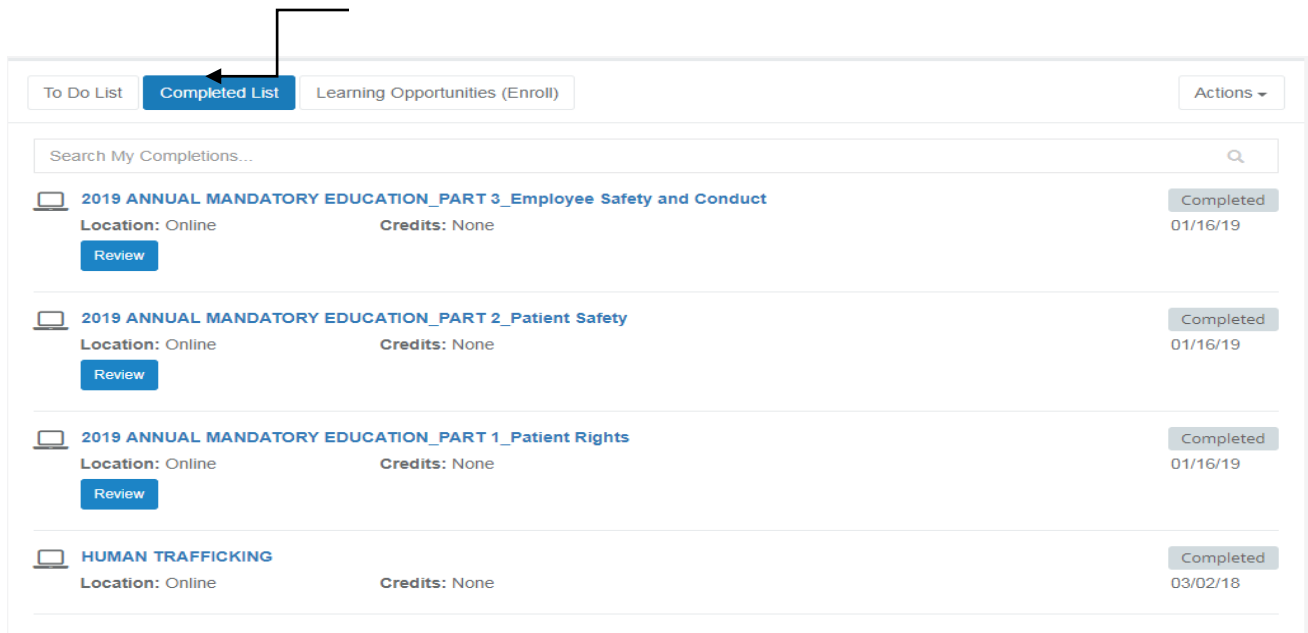 To Do List Completed List Learning Opportunities (Enroll) Actions
Search My Completions...
2019 ANNUAL MANDATORY EDUCATION_PART 3_Employee Safety and Conduct Completed
Location: Online Credits: None 01/16/19
Review
2019 ANNUAL MANDATORY EDUCATION_PART 2_Patient Safety Completed
Location: Online Credits: None 01/16/19
Review
2019 ANNUAL MANDATORY EDUCATION_PART 1_Patient Rights Completed
Location: Online Credits: None 01/16/19
Review
HUMAN TRAFFICKING Completed
Location: Online Credits: None 03/02/18